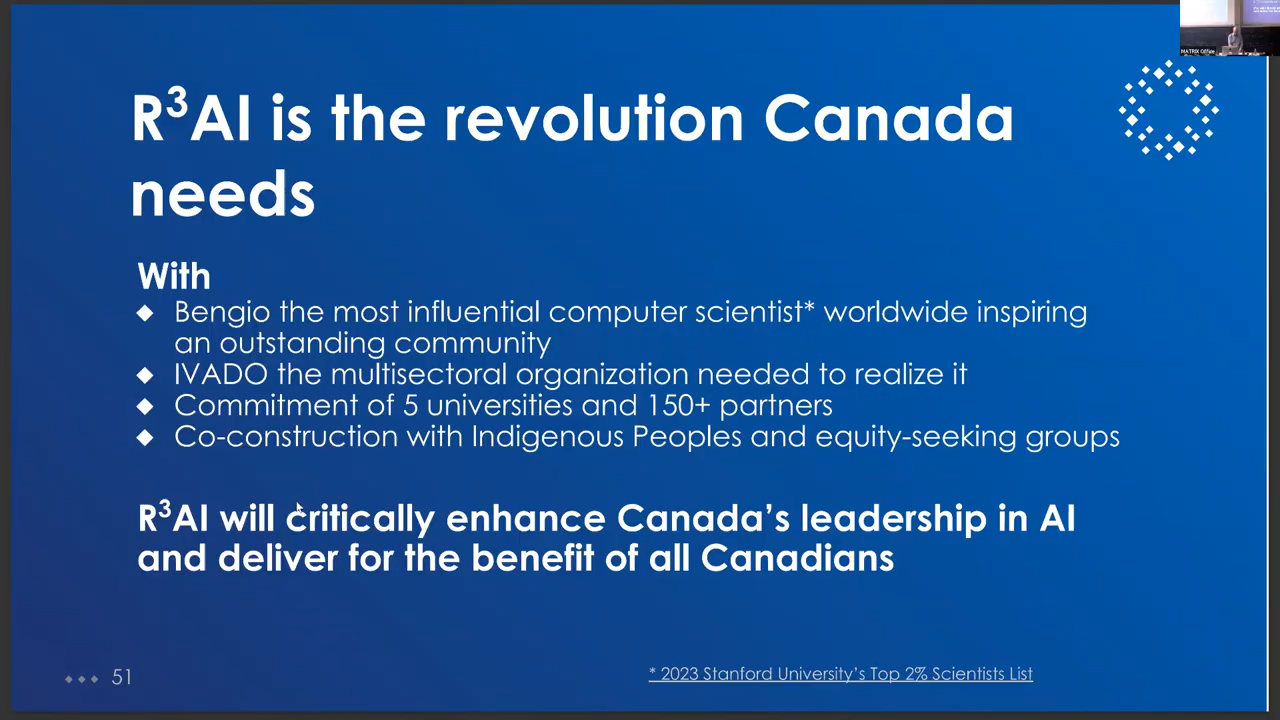 MATRIX Office
R³AI is the revolution Canada
needs
With
◆ Bengio the most influential computer scientist* worldwide inspiring
an outstanding community
◆ IVADO the multisectoral organization needed to realize it
◆ Commitment of 5 universities and 150+ partners
◆ Co-construction with Indigenous Peoples and equity-seeking groups
R³AI will critically enhance Canada's leadership in AI
and deliver for the benefit of all Canadians
51
* 2023 Stanford University's Top 2% Scientists List